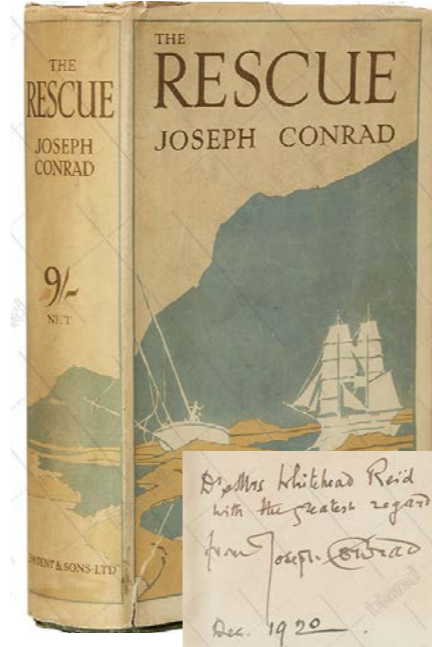 THE
RESCUE
JOSEPH
CONRAD
9/-
NET
DENT & SONS·LTD
THE
RESCUE
JOSEPH CONRAD
Dr & Mrs Whitehead Reid
with the greatest regard
from Joseph Conrad
Dec. 1920.